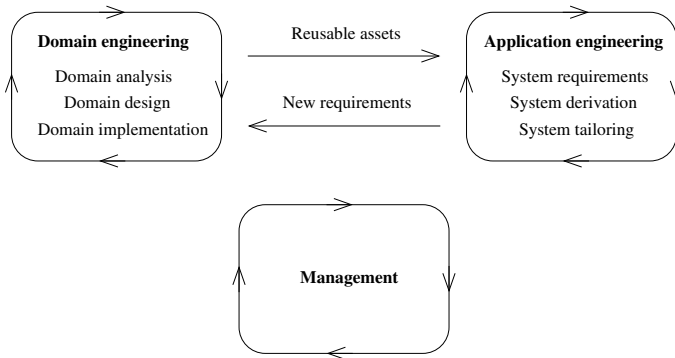 Domain engineering
Domain analysis
Domain design
Domain implementation
Reusable assets
New requirements
Application engineering
System requirements
System derivation
System tailoring
Management